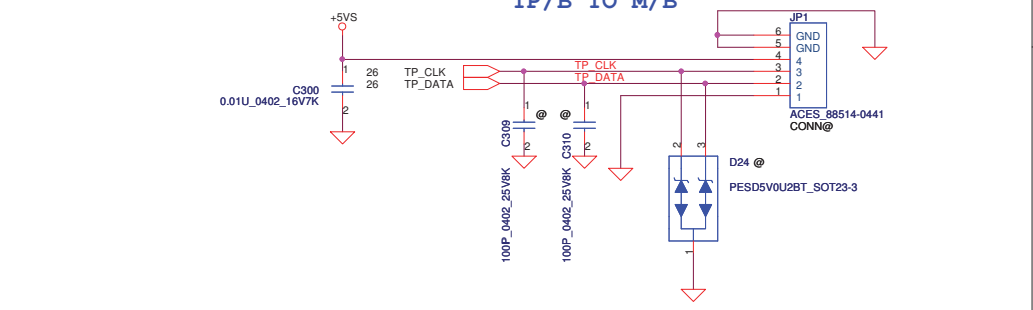 TP/B TO M/B
+5VS
JP1
6 GND
5 GND
4 4
3 3
2 2
1 1
ACES_88514-0441
CONN@
26 TP_CLK
26 TP_DATA
TP_CLK
TP_DATA
1
C300
0.01U_0402_16V7K
2
1
@
C309
2
100P_0402_25V8K
@
1
C310
2
100P_0402_25V8K
2
3
D24 @
PESD5V0U2BT_SOT23-3
1